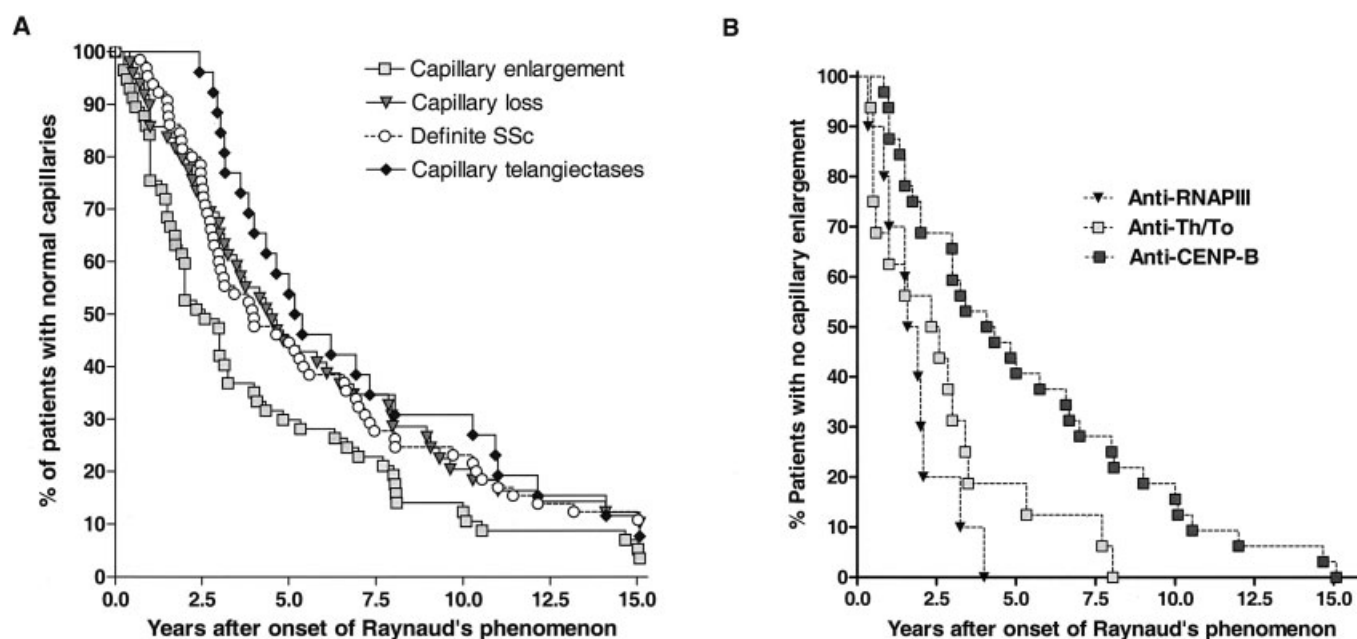 A
% of patients with normal capillaries
100
90
80
70
60
50
40
30
20
10
0
Capillary enlargement
Capillary loss
Definite SSc
Capillary telangiectases
0.0 2.5 5.0 7.5 10.0 12.5 15.0
Years after onset of Raynaud's phenomenon
B
% Patients with no capillary enlargement
100
90
80
70
60
50
40
30
20
10
0
Anti-RNAPIII
Anti-Th/To
Anti-CENP-B
0.0 2.5 5.0 7.5 10.0 12.5 15.0
Years after onset of Raynaud's phenomenon